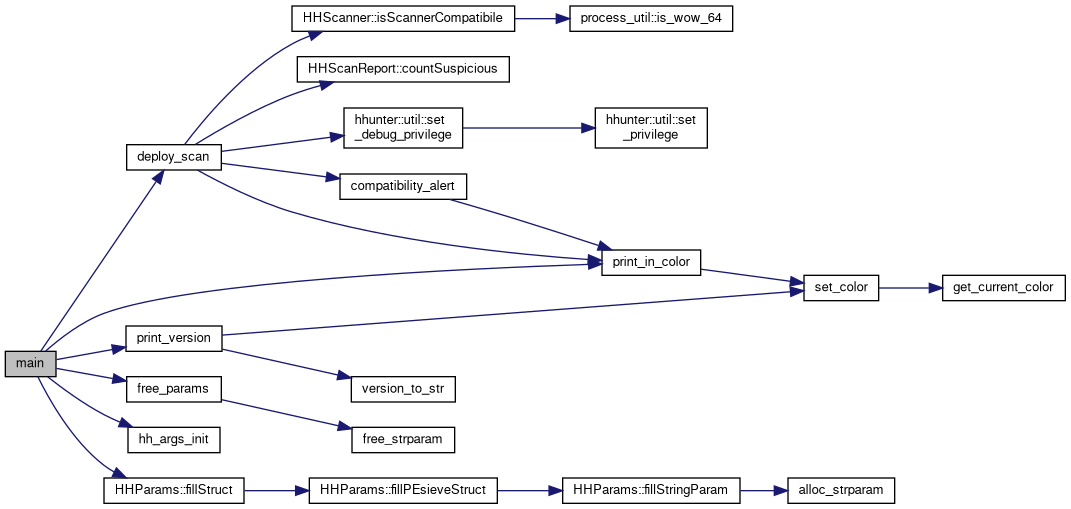 HHScanner::isScannerCompatibile
process_util::is_wow_64
HHScanReport::countSuspicious
hhunter::util::set
_debug_privilege
hhunter::util::set
_privilege
deploy_scan
compatibility_alert
print_in_color
set_color
get_current_color
print_version
main
version_to_str
free_params
free_strparam
hh_args_init
HHParams::fillStruct
HHParams::fillPEsieveStruct
HHParams::fillStringParam
alloc_strparam